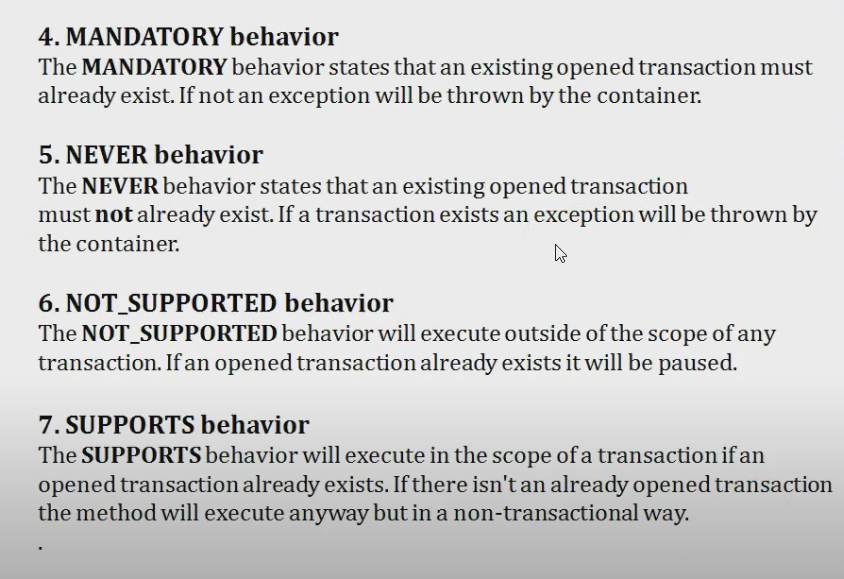 4. MANDATORY behavior
The MANDATORY behavior states that an existing opened transaction must
already exist. If not an exception will be thrown by the container.
5. NEVER behavior
The NEVER behavior states that an existing opened transaction
must not already exist. If a transaction exists an exception will be thrown by
the container.
6. NOT_SUPPORTED behavior
The NOT_SUPPORTED behavior will execute outside of the scope of any
transaction. If an opened transaction already exists it will be paused.
7. SUPPORTS behavior
The SUPPORTS behavior will execute in the scope of a transaction if an
opened transaction already exists. If there isn't an already opened transaction
the method will execute anyway but in a non-transactional way.
.